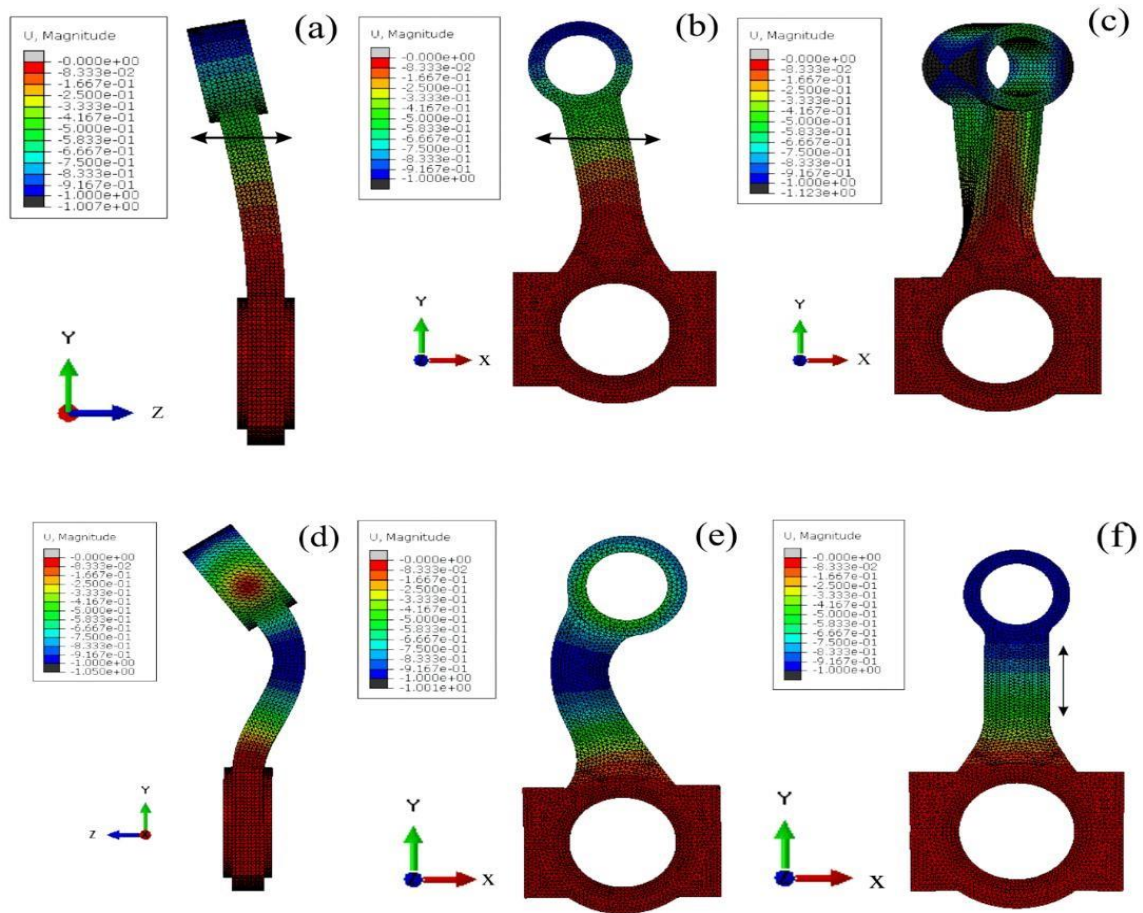 (a)
U, Magnitude
-0.000e+00
-8.333e-02
-1.667e-01
-2.500e-01
-3.333e-01
-4.167e-01
-5.000e-01
-5.833e-01
-6.667e-01
-7.500e-01
-8.333e-01
-9.167e-01
-1.000e+00
-1.007e+00
Y
Z
(b)
U, Magnitude
-0.000e+00
-8.333e-02
-1.667e-01
-2.500e-01
-3.333e-01
-4.167e-01
-5.000e-01
-5.833e-01
-6.667e-01
-7.500e-01
-8.333e-01
-9.167e-01
-1.000e+00
Y
X
(c)
U, Magnitude
-0.000e+00
-8.333e-02
-1.667e-01
-2.500e-01
-3.333e-01
-4.167e-01
-5.000e-01
-5.833e-01
-6.667e-01
-7.500e-01
-8.333e-01
-9.167e-01
-1.000e+00
-1.123e+00
Y
X
(d)
U, Magnitude
-0.000e+00
-8.333e-02
-1.667e-01
-2.500e-01
-3.333e-01
-4.167e-01
-5.000e-01
-5.833e-01
-6.667e-01
-7.500e-01
-8.333e-01
-9.167e-01
-1.000e+00
-1.050e+00
Y
Z
(e)
U, Magnitude
-0.000e+00
-8.333e-02
-1.667e-01
-2.500e-01
-3.333e-01
-4.167e-01
-5.000e-01
-5.833e-01
-6.667e-01
-7.500e-01
-8.333e-01
-9.167e-01
-1.000e+00
-1.001e+00
Y
X
(f)
U, Magnitude
-0.000e+00
-8.333e-02
-1.667e-01
-2.500e-01
-3.333e-01
-4.167e-01
-5.000e-01
-5.833e-01
-6.667e-01
-7.500e-01
-8.333e-01
-9.167e-01
-1.000e+00
Y
X